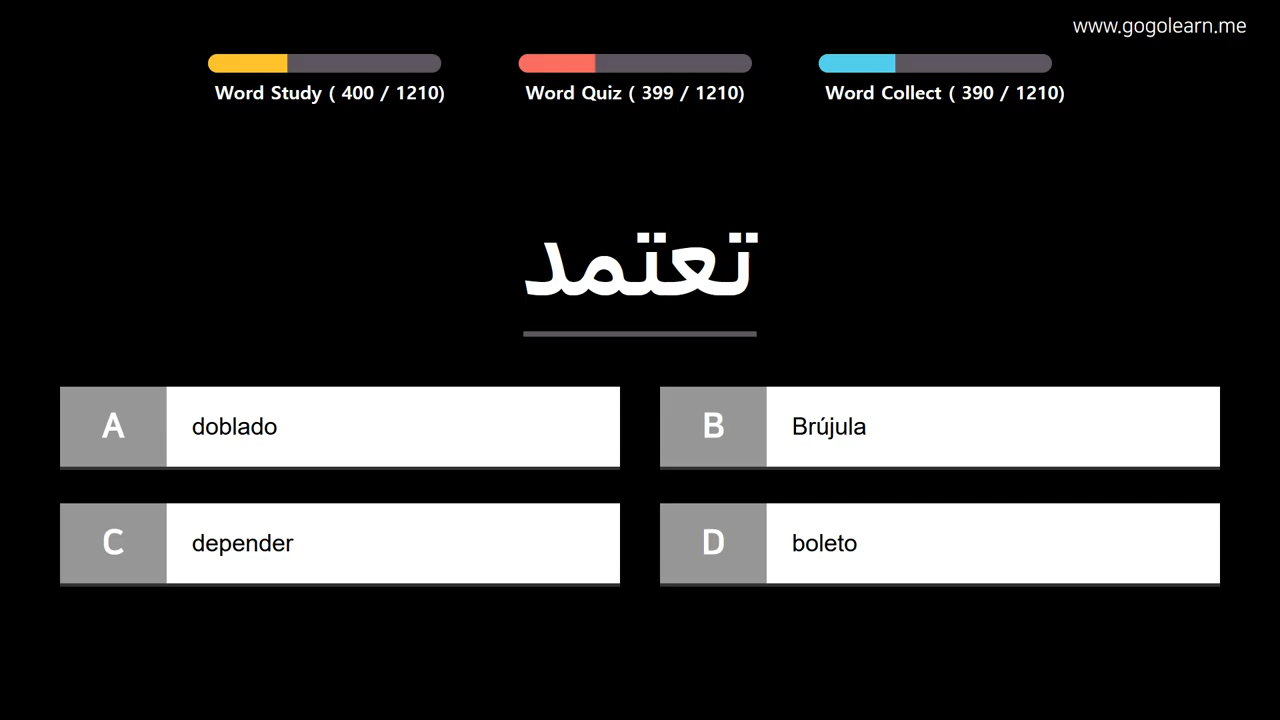 www.gogolearn.me
Word Study ( 400 / 1210)
Word Quiz ( 399 / 1210)
Word Collect ( 390 / 1210)
تعتمد
A doblado
B Brújula
C depender
D boleto